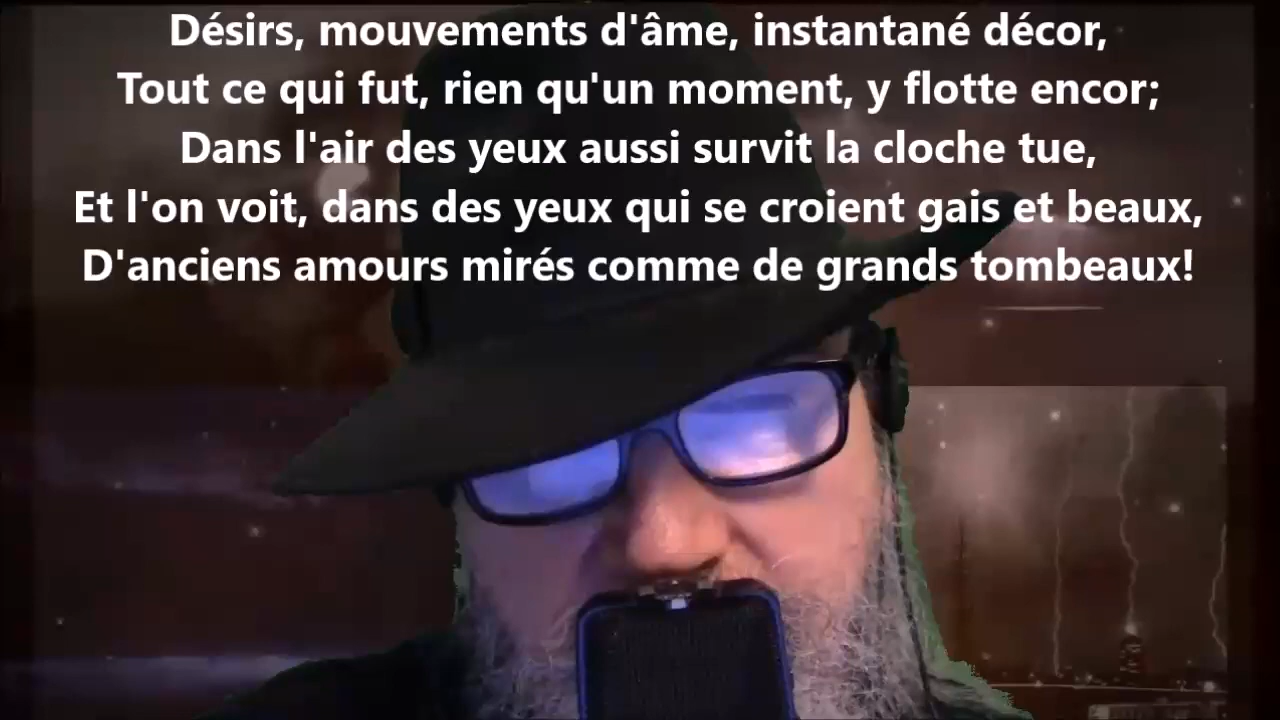 Désirs, mouvements d'âme, instantané décor,
Tout ce qui fut, rien qu'un moment, y flotte encor;
Dans l'air des yeux aussi survit la cloche tue,
Et l'on voit, dans des yeux qui se croient gais et beaux,
D'anciens amours mirés comme de grands tombeaux!